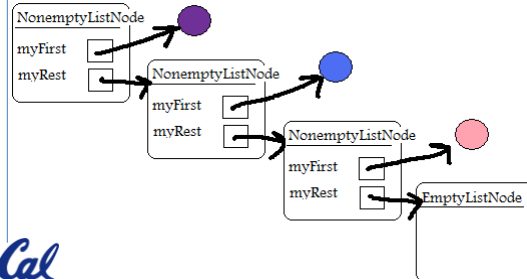 NonemptyListNode
myFirst
myRest
NonemptyListNode
myFirst
myRest
NonemptyListNode
myFirst
myRest
EmptyListNode
Cal